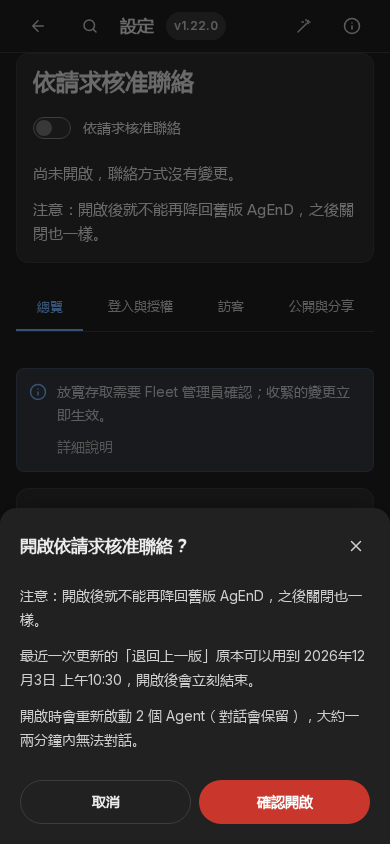 設定 v1.22.0
依請求核准聯絡
依請求核准聯絡
尚未開啟，聯絡方式沒有變更。
注意：開啟後就不能再降回舊版 AgEnD，之後關
閉也一樣。
總覽 登入與授權 訪客 公開與分享
放寬存取需要 Fleet 管理員確認；收緊的變更立
即生效。
詳細說明
開啟依請求核准聯絡？
注意：開啟後就不能再降回舊版 AgEnD，之後關閉也一
樣。
最近一次更新的「退回上一版」原本可以用到 2026年12
月3日 上午10:30，開啟後會立刻結束。
開啟時會重新啟動 2 個 Agent（對話會保留），大約一
兩分鐘內無法對話。
取消 確認開啟